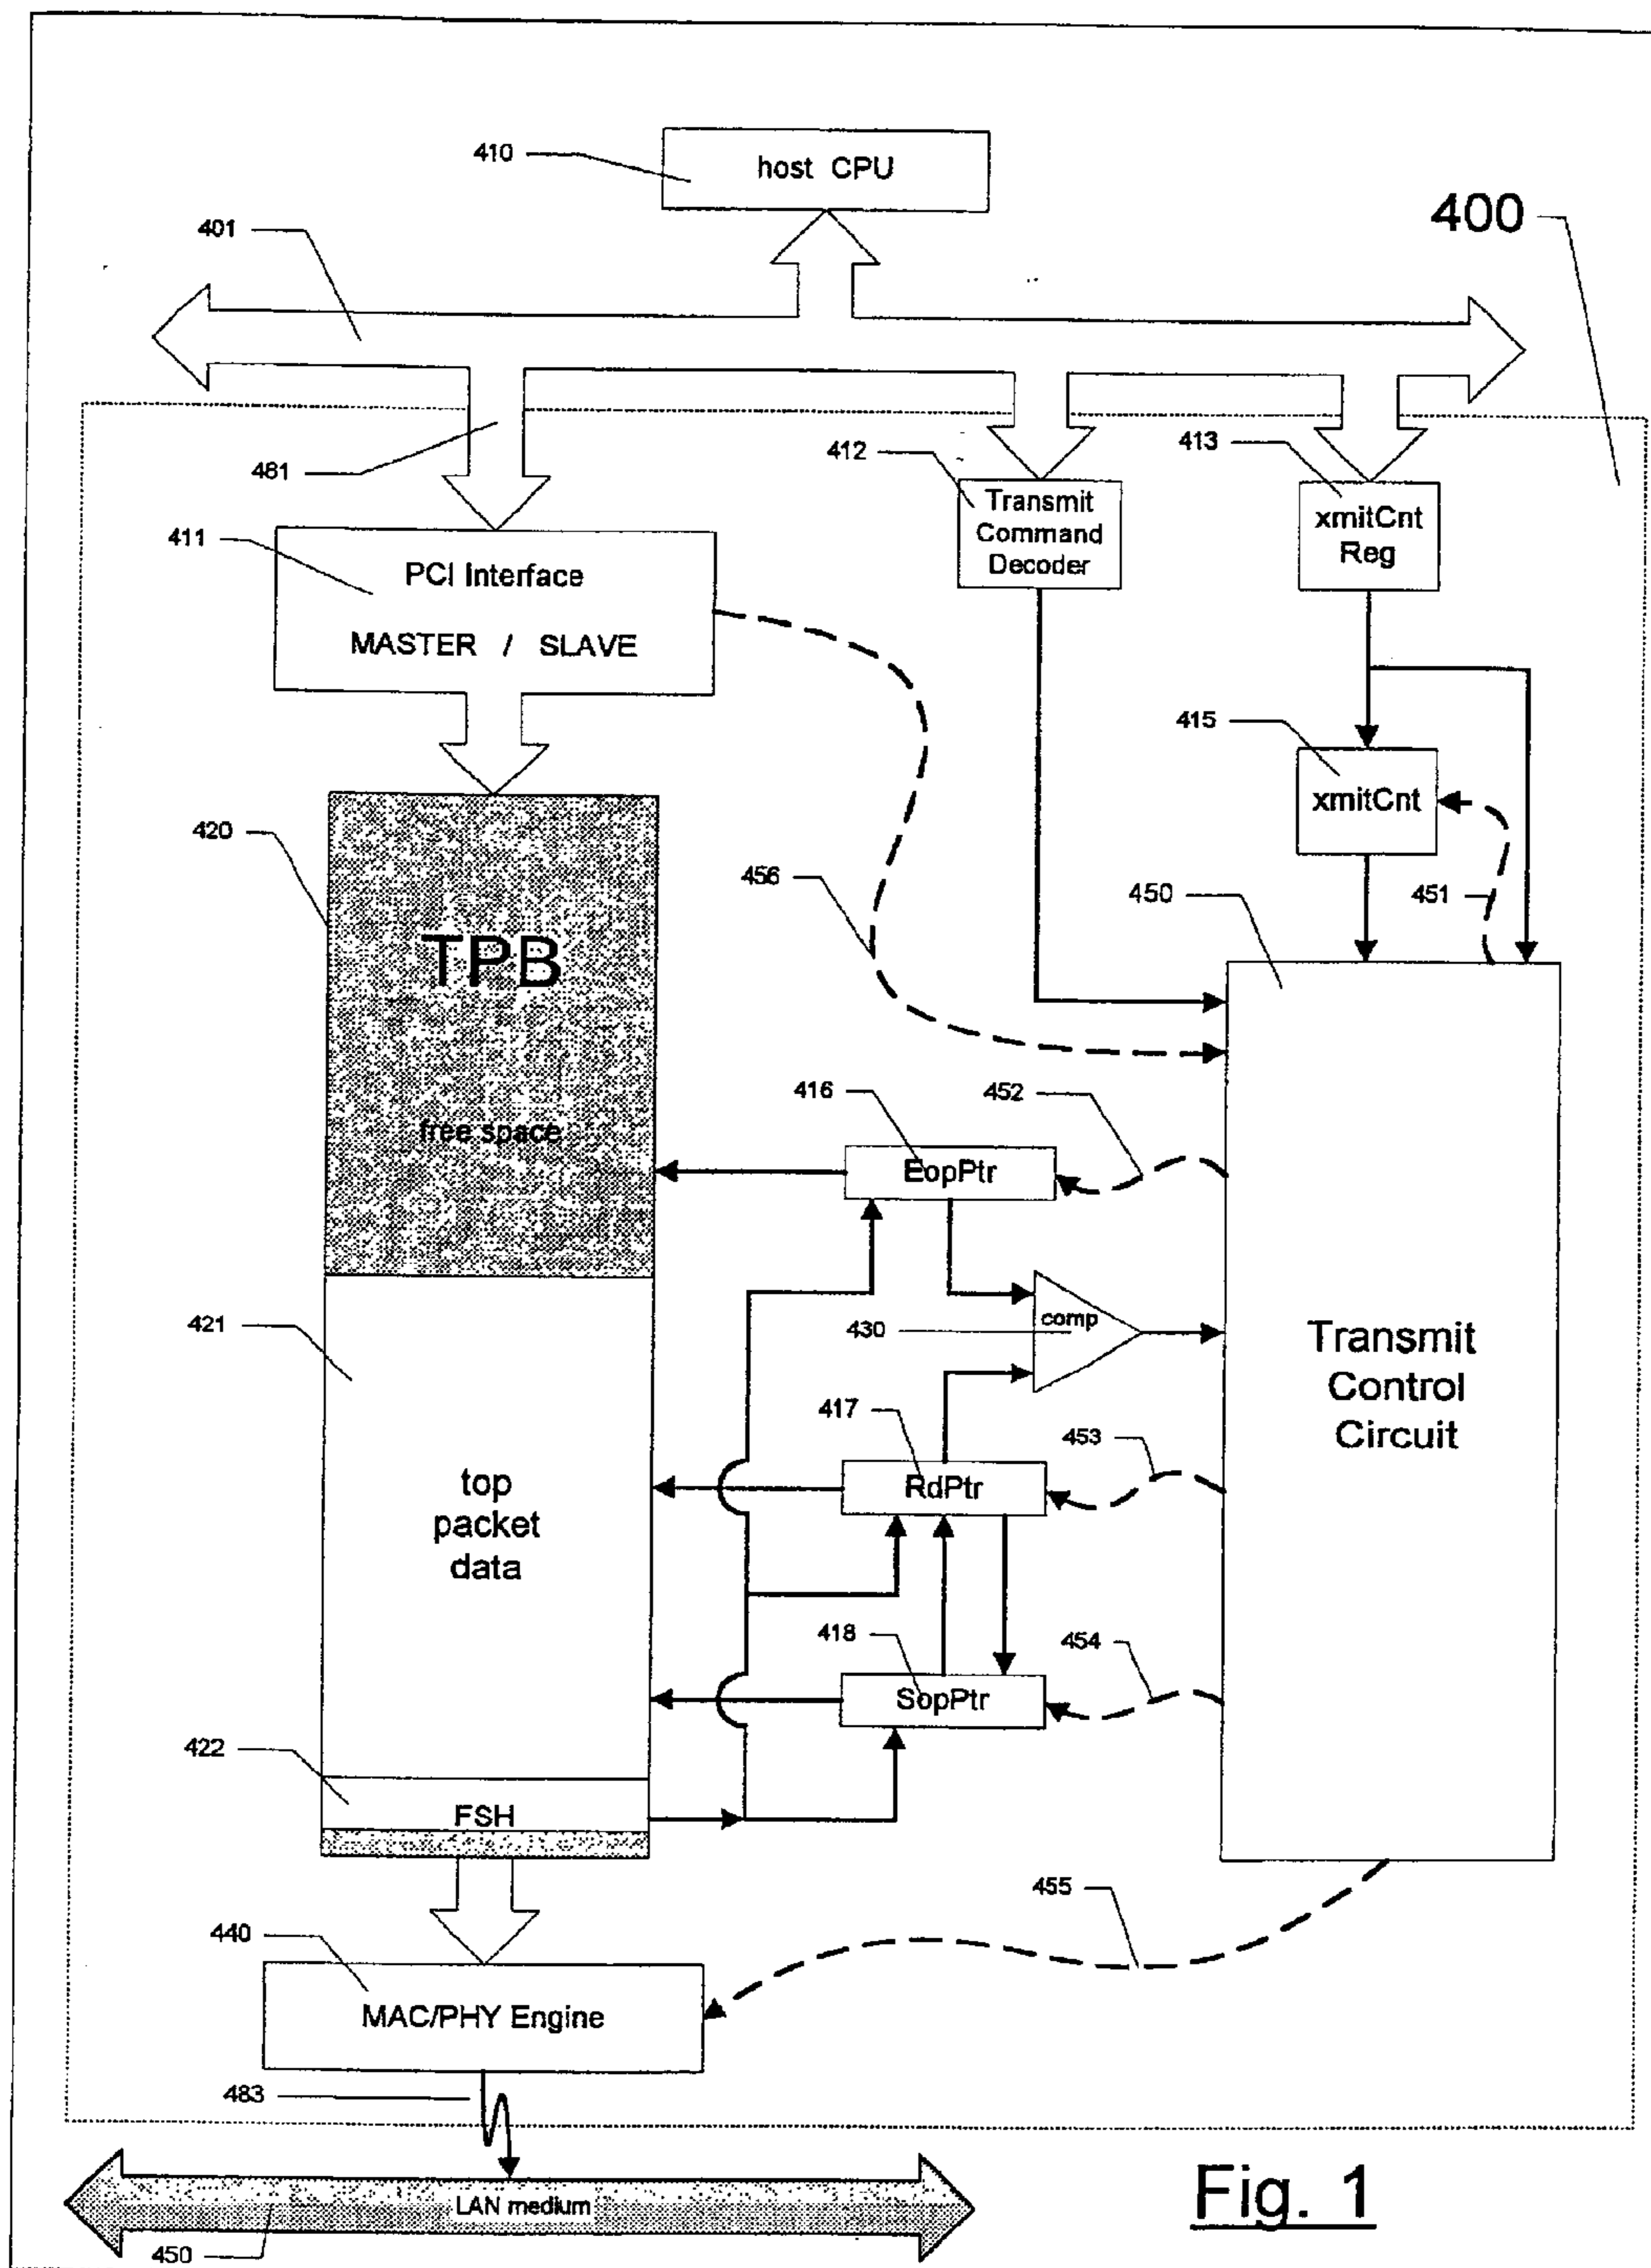 410
host CPU
400
401
481
412
413
Transmit
Command
Decoder
xmitCnt
Reg
411
PCI Interface
MASTER / SLAVE
415
xmitCnt
420
TPB
456
450
451
free space
416
EopPtr
452
421
comp
430
Transmit
Control
Circuit
417
RdPtr
453
top
packet
data
418
SopPtr
454
422
FSH
455
440
MAC/PHY Engine
483
LAN medium
450
Fig. 1